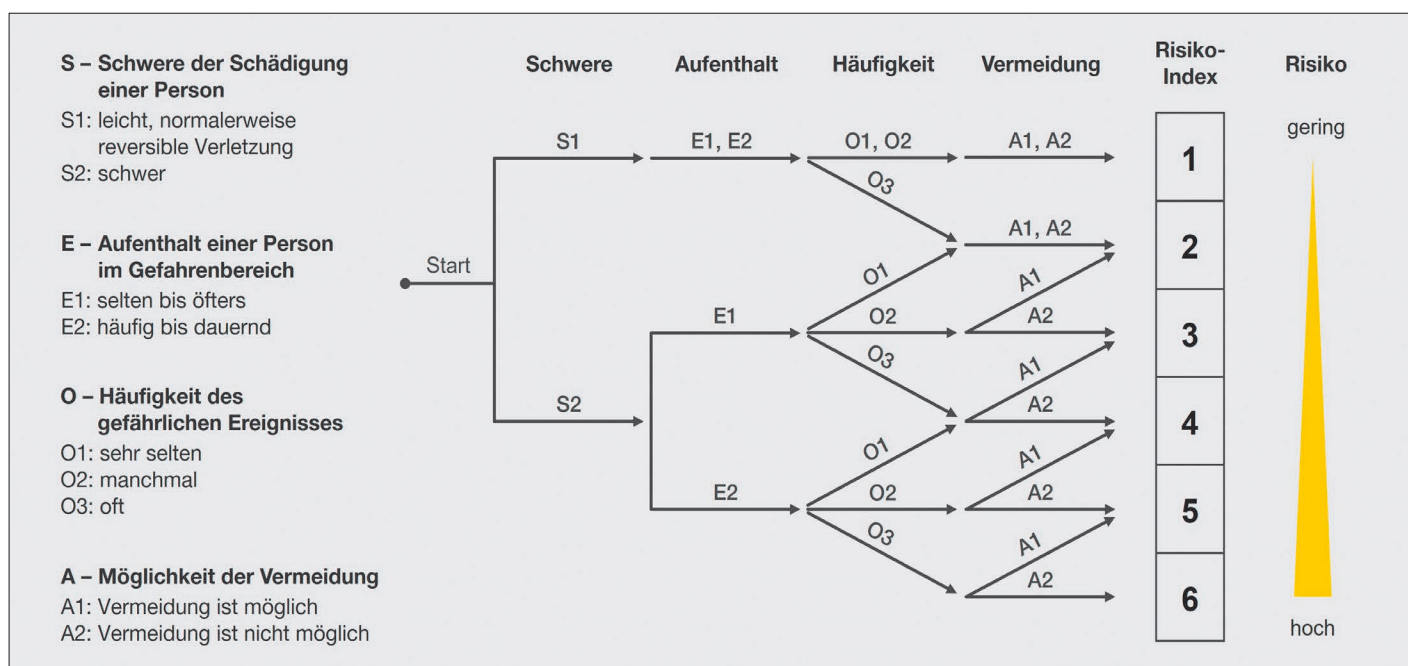 S – Schwere der Schädigung
einer Person
S1: leicht, normalerweise
reversible Verletzung
S2: schwer
E – Aufenthalt einer Person
im Gefahrenbereich
E1: selten bis öfters
E2: häufig bis dauernd
O – Häufigkeit des
gefährlichen Ereignisses
O1: sehr selten
O2: manchmal
O3: oft
A – Möglichkeit der Vermeidung
A1: Vermeidung ist möglich
A2: Vermeidung ist nicht möglich
Schwere Aufenthalt Häufigkeit Vermeidung Risiko-
Index Risiko
Start
S1 E1, E2 O1, O2 A1, A2 1 gering
O3
A1, A2 2
O1 A1
E1 O2 A2 3
O3 A1
S2 A2 4
O1 A1
E2 O2 A2 5
O3 A1
A2 6
hoch